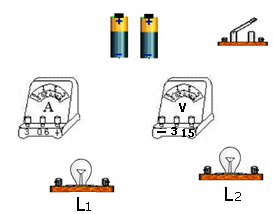 + +
- -
A V
3 0.6 +
— 3 15
L₁ L₂